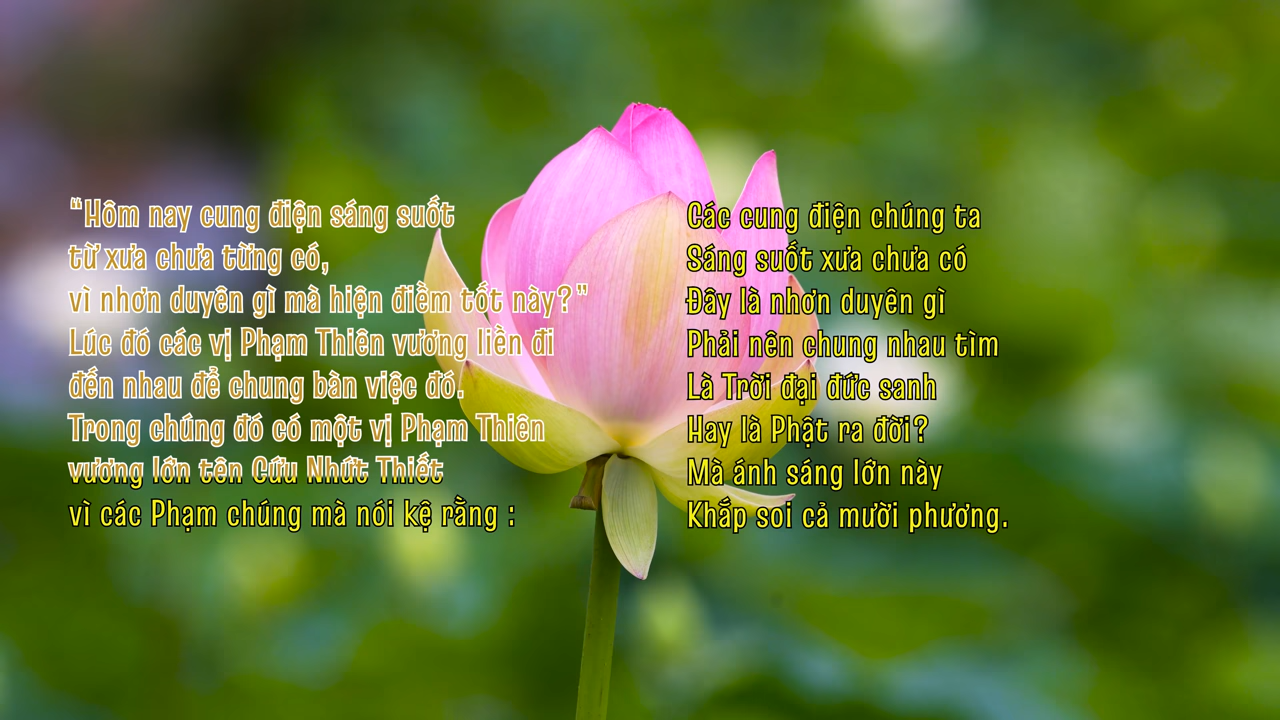 “Hôm nay cung điện sáng suốt
từ xưa chưa từng có,
vì nhơn duyên gì mà hiện điềm tốt này?”
Lúc đó các vị Phạm Thiên vương liền đi
đến nhau để chung bàn việc đó.
Trong chúng đó có một vị Phạm Thiên
vương lớn tên Cứu Nhứt Thiết
vì các Phạm chúng mà nói kệ rằng :
Các cung điện chúng ta
Sáng suốt xưa chưa có
Đây là nhơn duyên gì
Phải nên chung nhau tìm
Là Trời đại đức sanh
Hay là Phật ra đời?
Mà ánh sáng lớn này
Khắp soi cả mười phương.